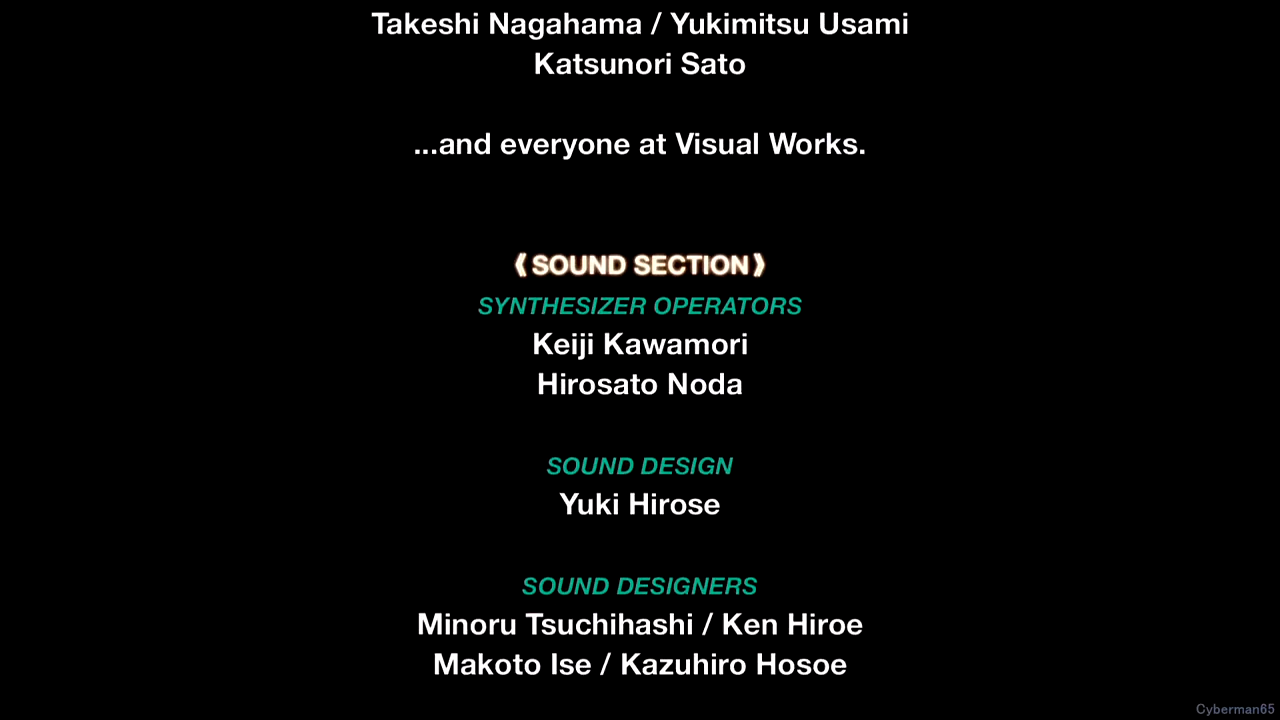 Takeshi Nagahama / Yukimitsu Usami
Katsunori Sato
...and everyone at Visual Works.
《SOUND SECTION》
SYNTHESIZER OPERATORS
Keiji Kawamori
Hirosato Noda
SOUND DESIGN
Yuki Hirose
SOUND DESIGNERS
Minoru Tsuchihashi / Ken Hiroe
Makoto Ise / Kazuhiro Hosoe
Cyberman65